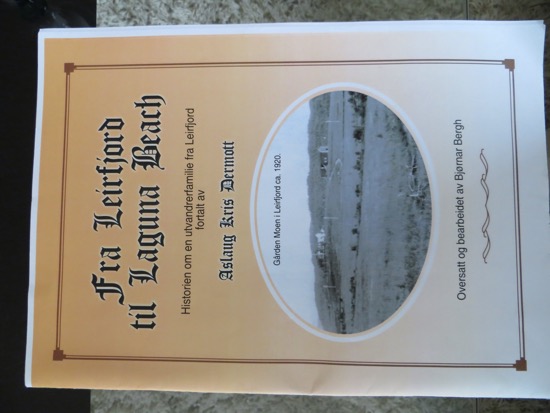 Fra Leirfjord
til Laguna Beach
Historien om en utvandrerfamilie fra Leirfjord
fortalt av
Aslaug Kris Dermott
Gården Moen i Leirfjord ca. 1920.
Oversatt og bearbeidet av Bjørnar Bergh